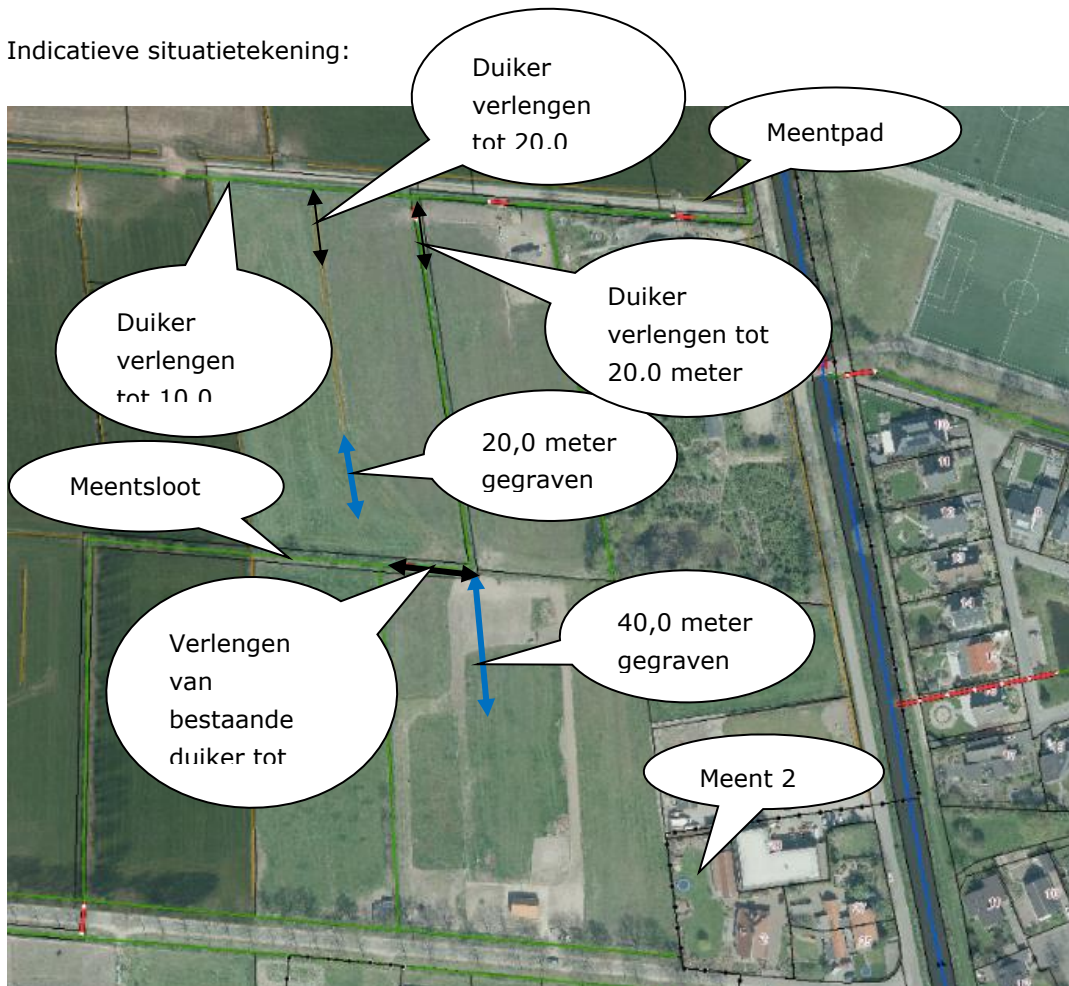 Indicatieve situatietekening:
Duiker
verlengen
tot 20.0
Meentpad
Duiker
verlengen
tot 10.0
Duiker
verlengen tot
20.0 meter
20,0 meter
gegraven
Meentsloot
Verlengen
van
bestaande
duiker tot
40,0 meter
gegraven
Meent 2